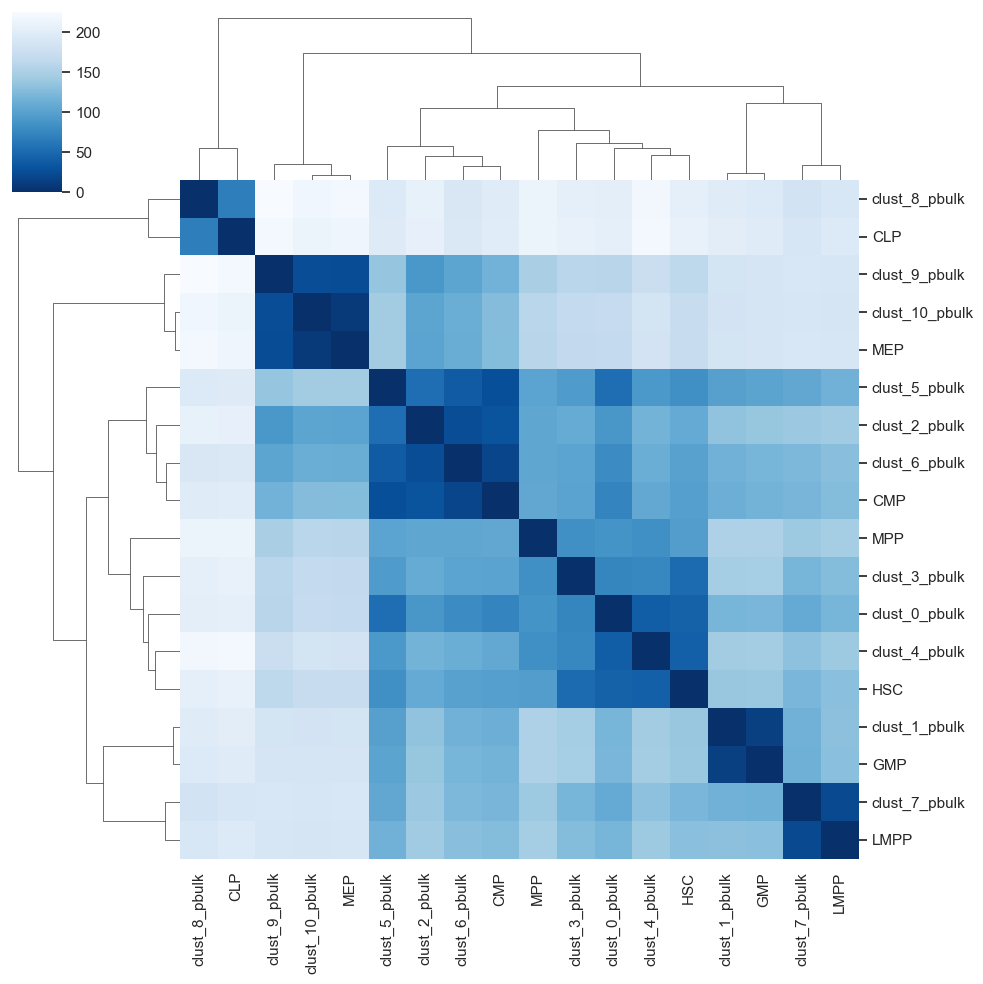 200
150
100
50
0
clust_8_pbulk
CLP
clust_9_pbulk
clust_10_pbulk
MEP
clust_5_pbulk
clust_2_pbulk
clust_6_pbulk
CMP
MPP
clust_3_pbulk
clust_0_pbulk
clust_4_pbulk
HSC
clust_1_pbulk
GMP
clust_7_pbulk
LMPP
clust_8_pbulk
CLP
clust_9_pbulk
clust_10_pbulk
MEP
clust_5_pbulk
clust_2_pbulk
clust_6_pbulk
CMP
MPP
clust_3_pbulk
clust_0_pbulk
clust_4_pbulk
HSC
clust_1_pbulk
GMP
clust_7_pbulk
LMPP